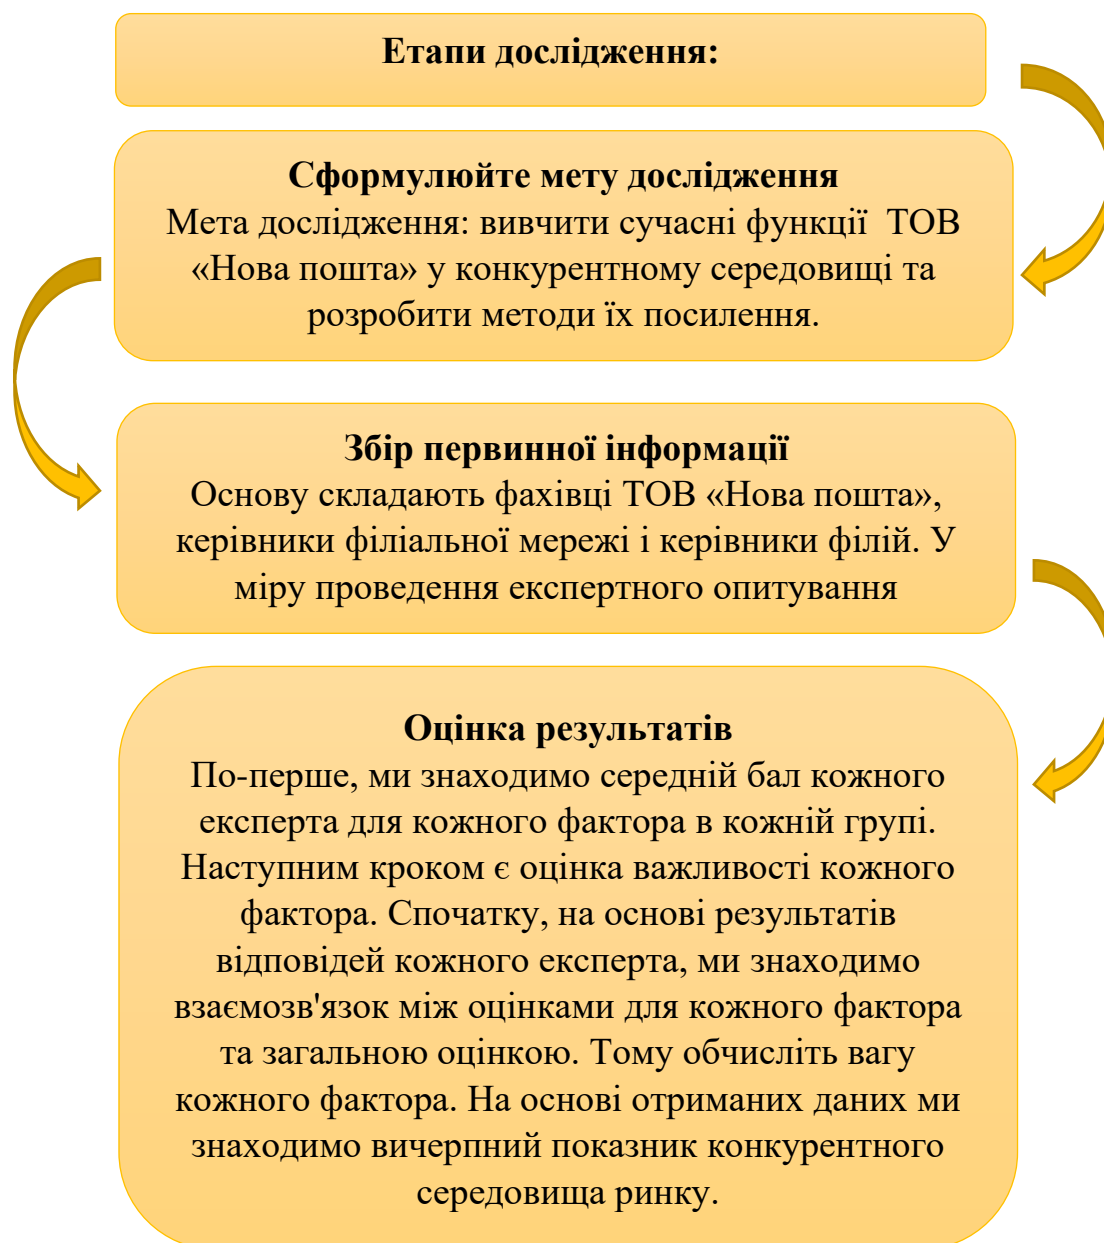 Етапи дослідження:
Сформулюйте мету дослідження
Мета дослідження: вивчити сучасні функції ТОВ
«Нова пошта» у конкурентному середовищі та
розробити методи їх посилення.
Збір первинної інформації
Основу складають фахівці ТОВ «Нова пошта»,
керівники філіальної мережі і керівники філій. У
міру проведення експертного опитування
Оцінка результатів
По-перше, ми знаходимо середній бал кожного
експерта для кожного фактора в кожній групі.
Наступним кроком є оцінка важливості кожного
фактора. Спочатку, на основі результатів
відповідей кожного експерта, ми знаходимо
взаємозв'язок між оцінками для кожного фактора
та загальною оцінкою. Тому обчисліть вагу
кожного фактора. На основі отриманих даних ми
знаходимо вичерпний показник конкурентного
середовища ринку.